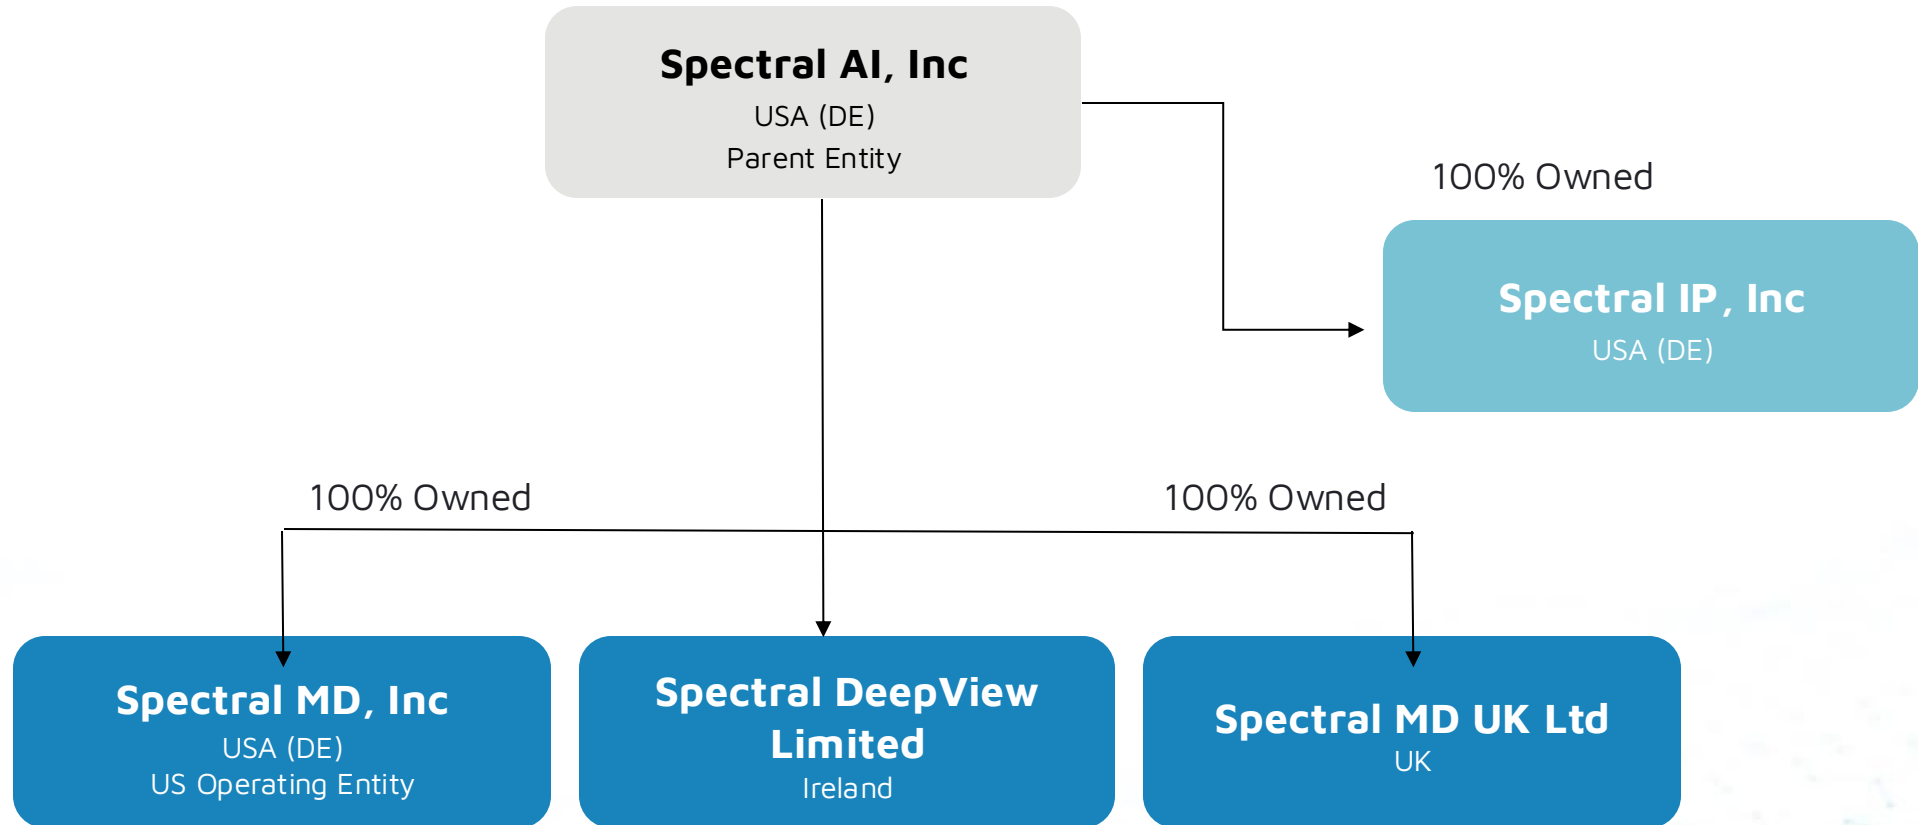 Spectral AI, Inc
USA (DE)
Parent Entity
100% Owned
Spectral IP, Inc
USA (DE)
100% Owned
100% Owned
Spectral MD, Inc
USA (DE)
US Operating Entity
Spectral DeepView
Limited
Ireland
Spectral MD UK Ltd
UK